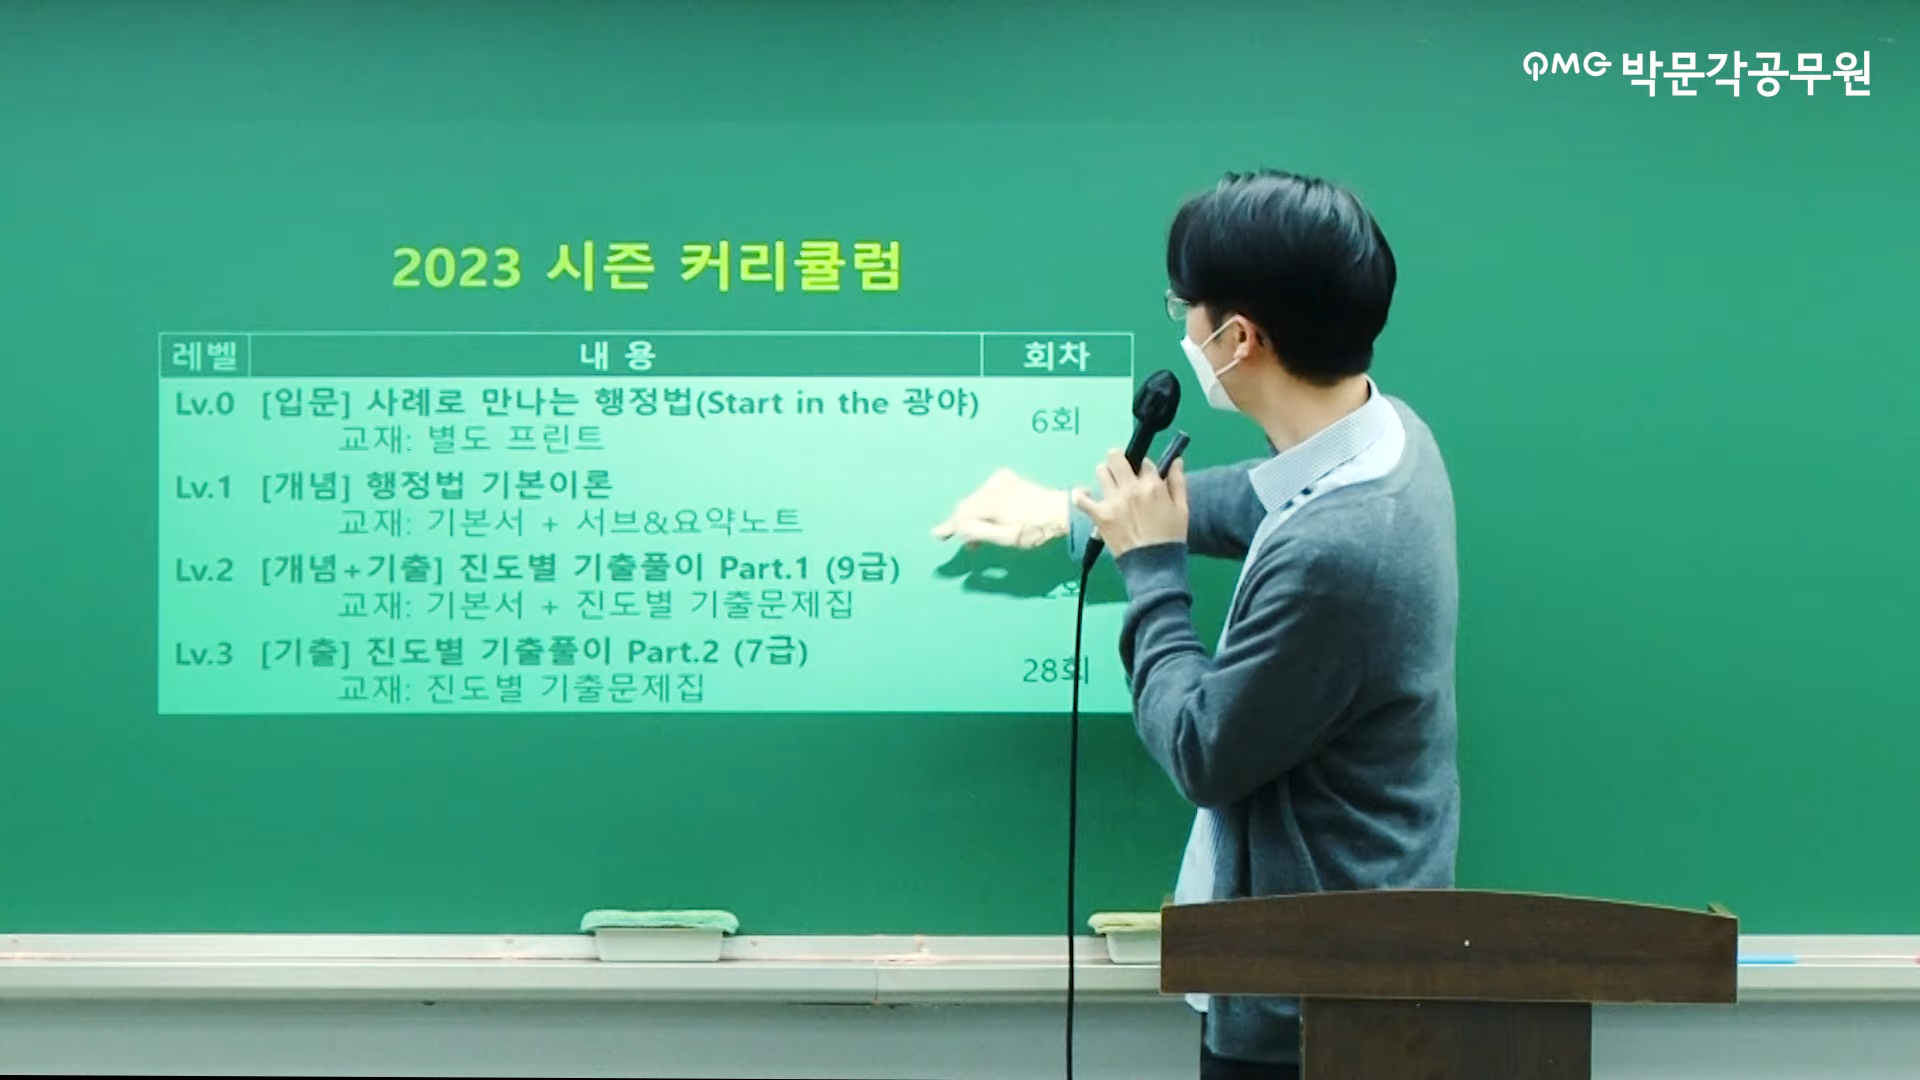 PMG 박문각공무원
2023 시즌 커리큘럼
레벨 내 용 회차
Lv.0 [입문] 사례로 만나는 행정법(Start in the 광야) 6회
교재: 별도 프린트
Lv.1 [개념] 행정법 기본이론
교재: 기본서 + 서브&요약노트
Lv.2 [개념+기출] 진도별 기출풀이 Part.1 (9급)
교재: 기본서 + 진도별 기출문제집
Lv.3 [기출] 진도별 기출풀이 Part.2 (7급) 28회
교재: 진도별 기출문제집